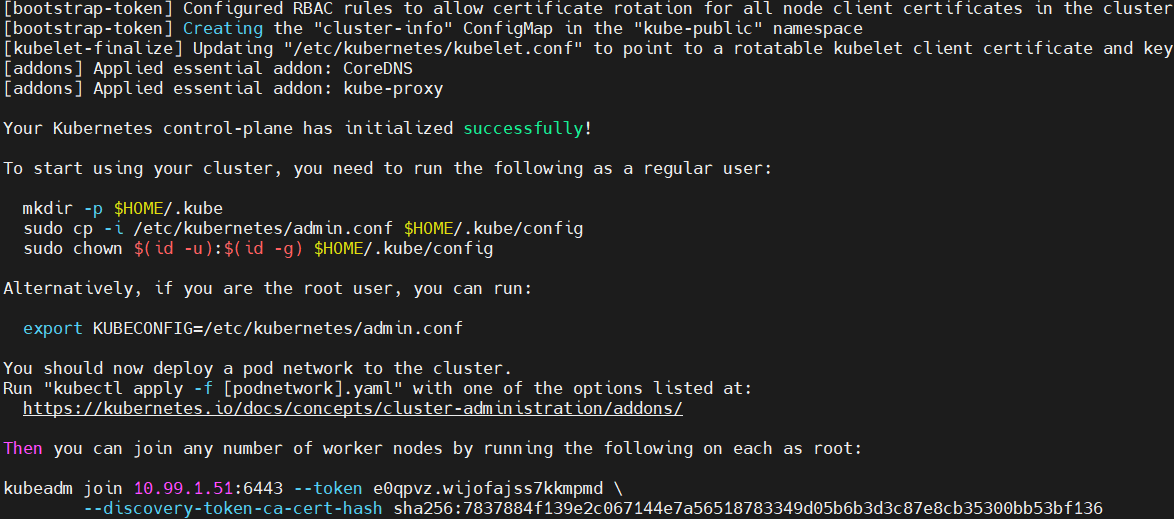 [bootstrap-token] Configured RBAC rules to allow certificate rotation for all node client certificates in the cluster
[bootstrap-token] Creating the "cluster-info" ConfigMap in the "kube-public" namespace
[kubelet-finalize] Updating "/etc/kubernetes/kubelet.conf" to point to a rotatable kubelet client certificate and key
[addons] Applied essential addon: CoreDNS
[addons] Applied essential addon: kube-proxy
Your Kubernetes control-plane has initialized successfully!
To start using your cluster, you need to run the following as a regular user:
mkdir -p $HOME/.kube
sudo cp -i /etc/kubernetes/admin.conf $HOME/.kube/config
sudo chown $(id -u):$(id -g) $HOME/.kube/config
Alternatively, if you are the root user, you can run:
export KUBECONFIG=/etc/kubernetes/admin.conf
You should now deploy a pod network to the cluster.
Run "kubectl apply -f [podnetwork].yaml" with one of the options listed at:
https://kubernetes.io/docs/concepts/cluster-administration/addons/
Then you can join any number of worker nodes by running the following on each as root:
kubeadm join 10.99.1.51:6443 --token e0qpvz.wijofajss7kkmpmd \
--discovery-token-ca-cert-hash sha256:7837884f139e2c067144e7a56518783349d05b6b3d3c87e8cb35300bb53bf136